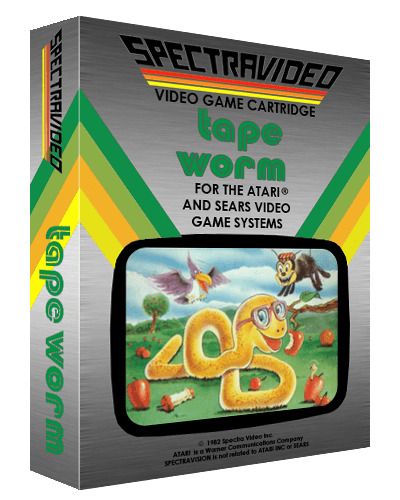 SPECTRAVIDEO
VIDEO GAME CARTRIDGE
tape
worm
FOR THE ATARI®
AND SEARS VIDEO
GAME SYSTEMS
© 1982 Spectra Video Inc.
ATARI is a Warner Communications Company
SPECTRAVISION is not related to ATARI INC or SEARS
SPECTRAVIDEO
tape worm